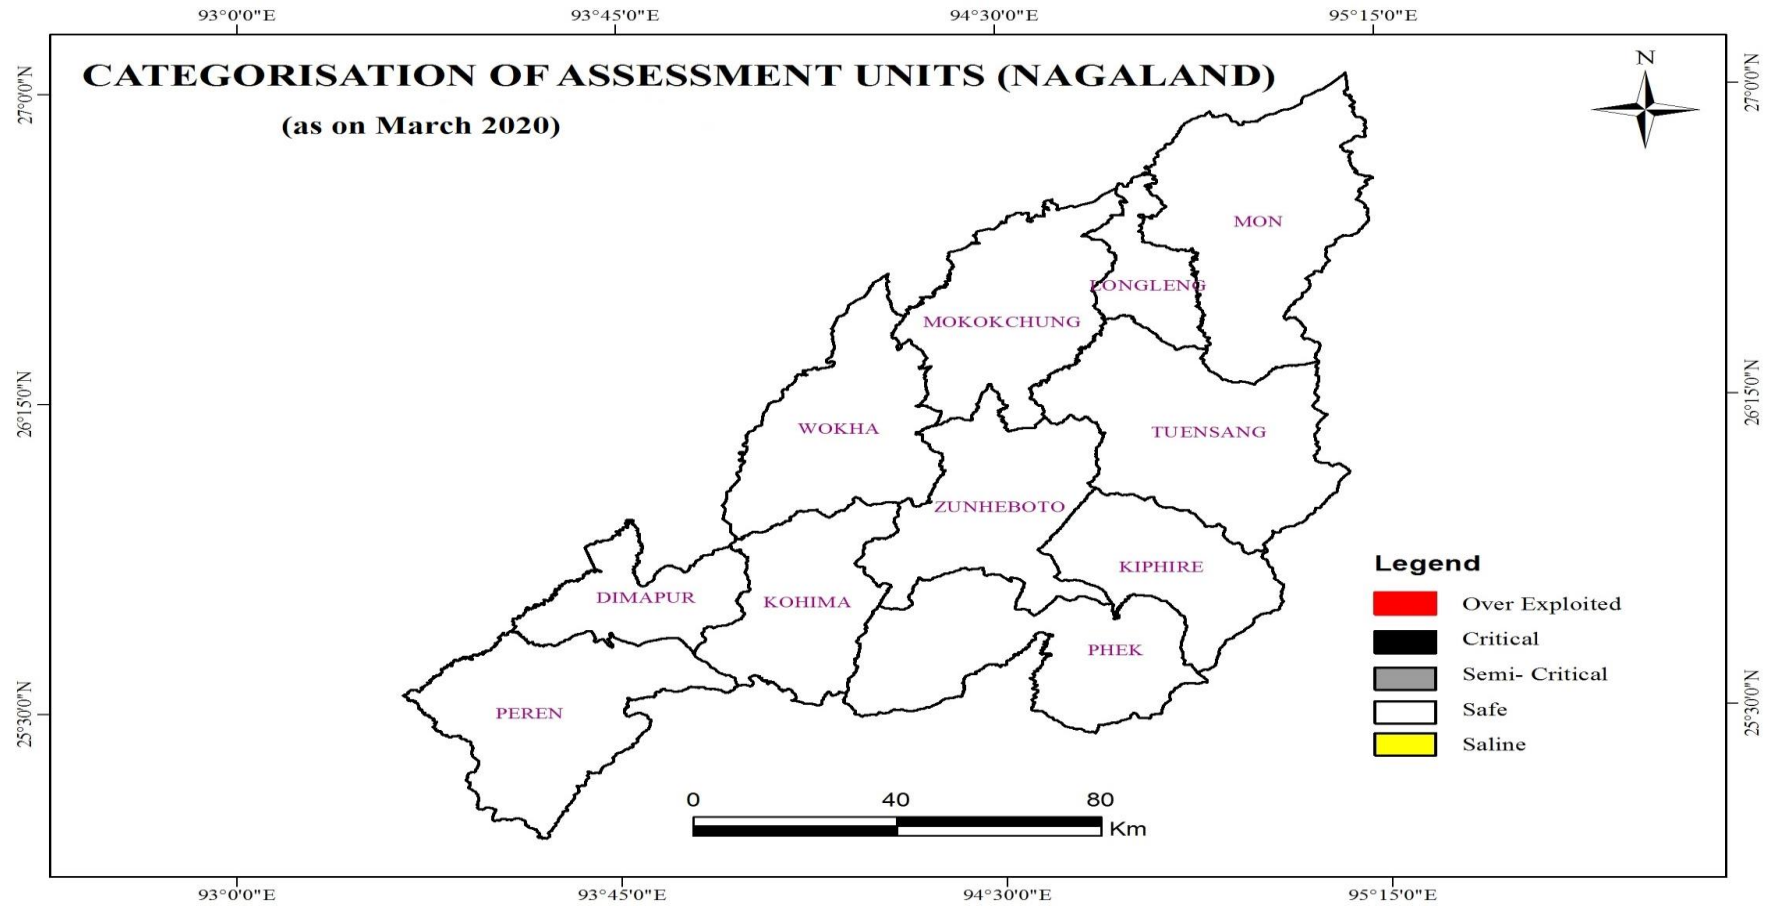 93°0'0"E 93°45'0"E 94°30'0"E 95°15'0"E
CATEGORISATION OF ASSESSMENT UNITS (NAGALAND)
(as on March 2020)
N
27°0'0"N 27°0'0"N
MON
LONGLENG
MOKOKCHUNG
26°15'0"N 26°15'0"N
WOKHA
TUENSANG
ZUNHEBOTO
KIPHIRE
DIMAPUR
KOHIMA
PHEK
PEREN
25°30'0"N 25°30'0"N
Legend
Over Exploited
Critical
Semi- Critical
Safe
Saline
0 40 80
Km
93°0'0"E 93°45'0"E 94°30'0"E 95°15'0"E